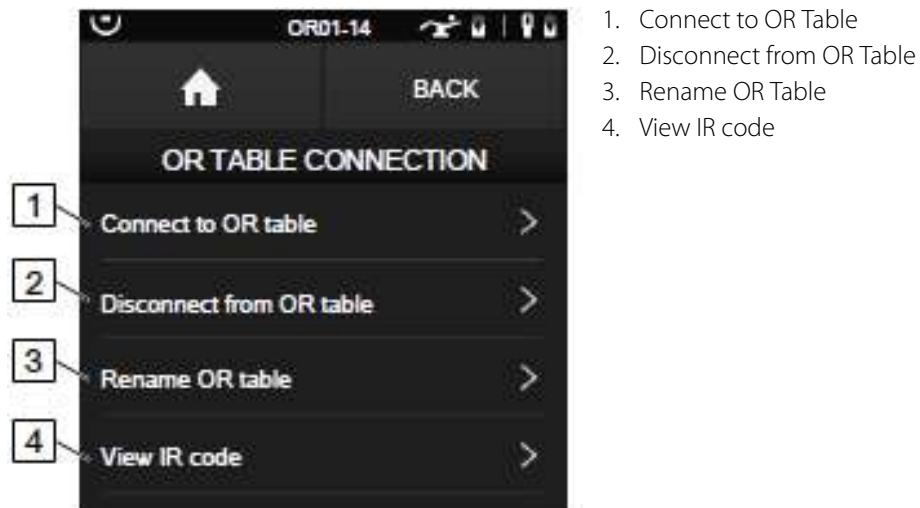 OR01-14
BACK
OR TABLE CONNECTION
1
Connect to OR table
2
Disconnect from OR table
3
Rename OR table
4
View IR code
1. Connect to OR Table
2. Disconnect from OR Table
3. Rename OR Table
4. View IR code